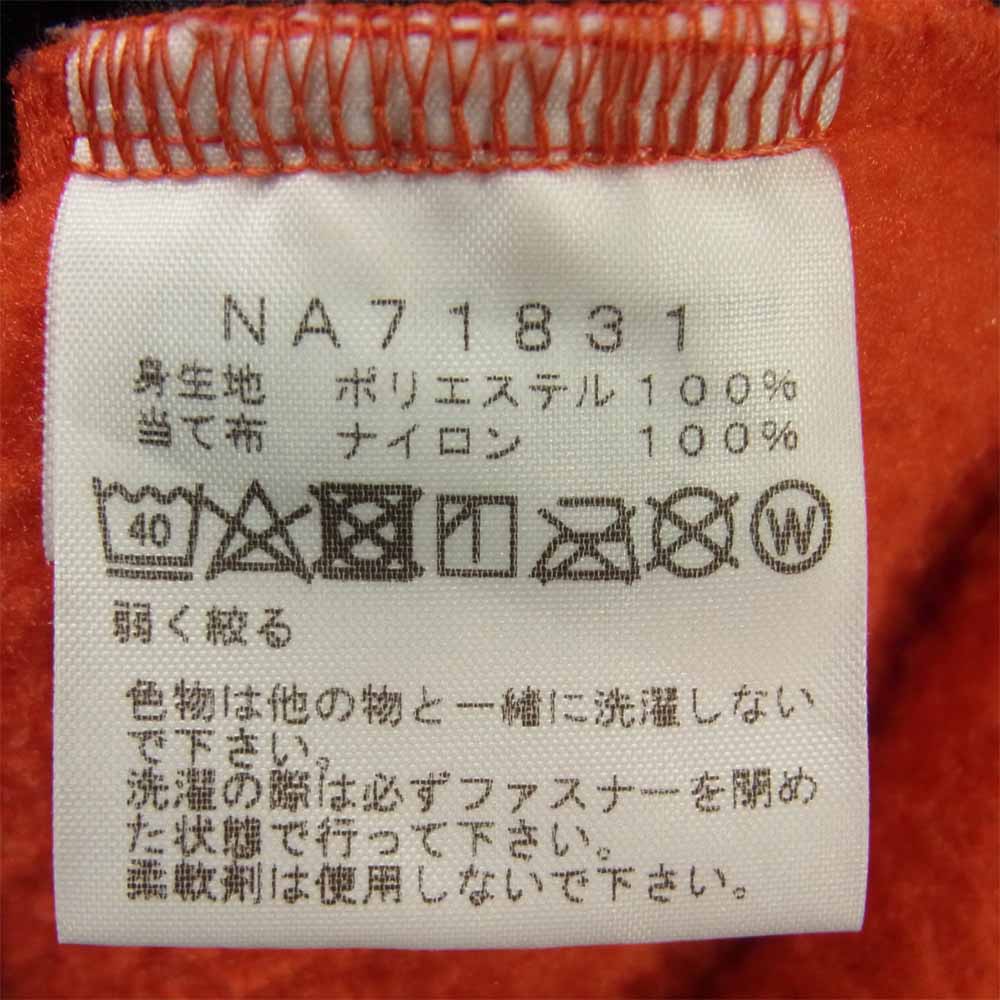 NA71831
身生地 ポリエステル 100%
当て布 ナイロン 100%
40 W
弱く絞る
色物は他の物と一緒に洗濯しない
で下さい。
洗濯の際は必ずファスナーを閉め
た状態で行って下さい。
柔軟剤は使用しないで下さい。